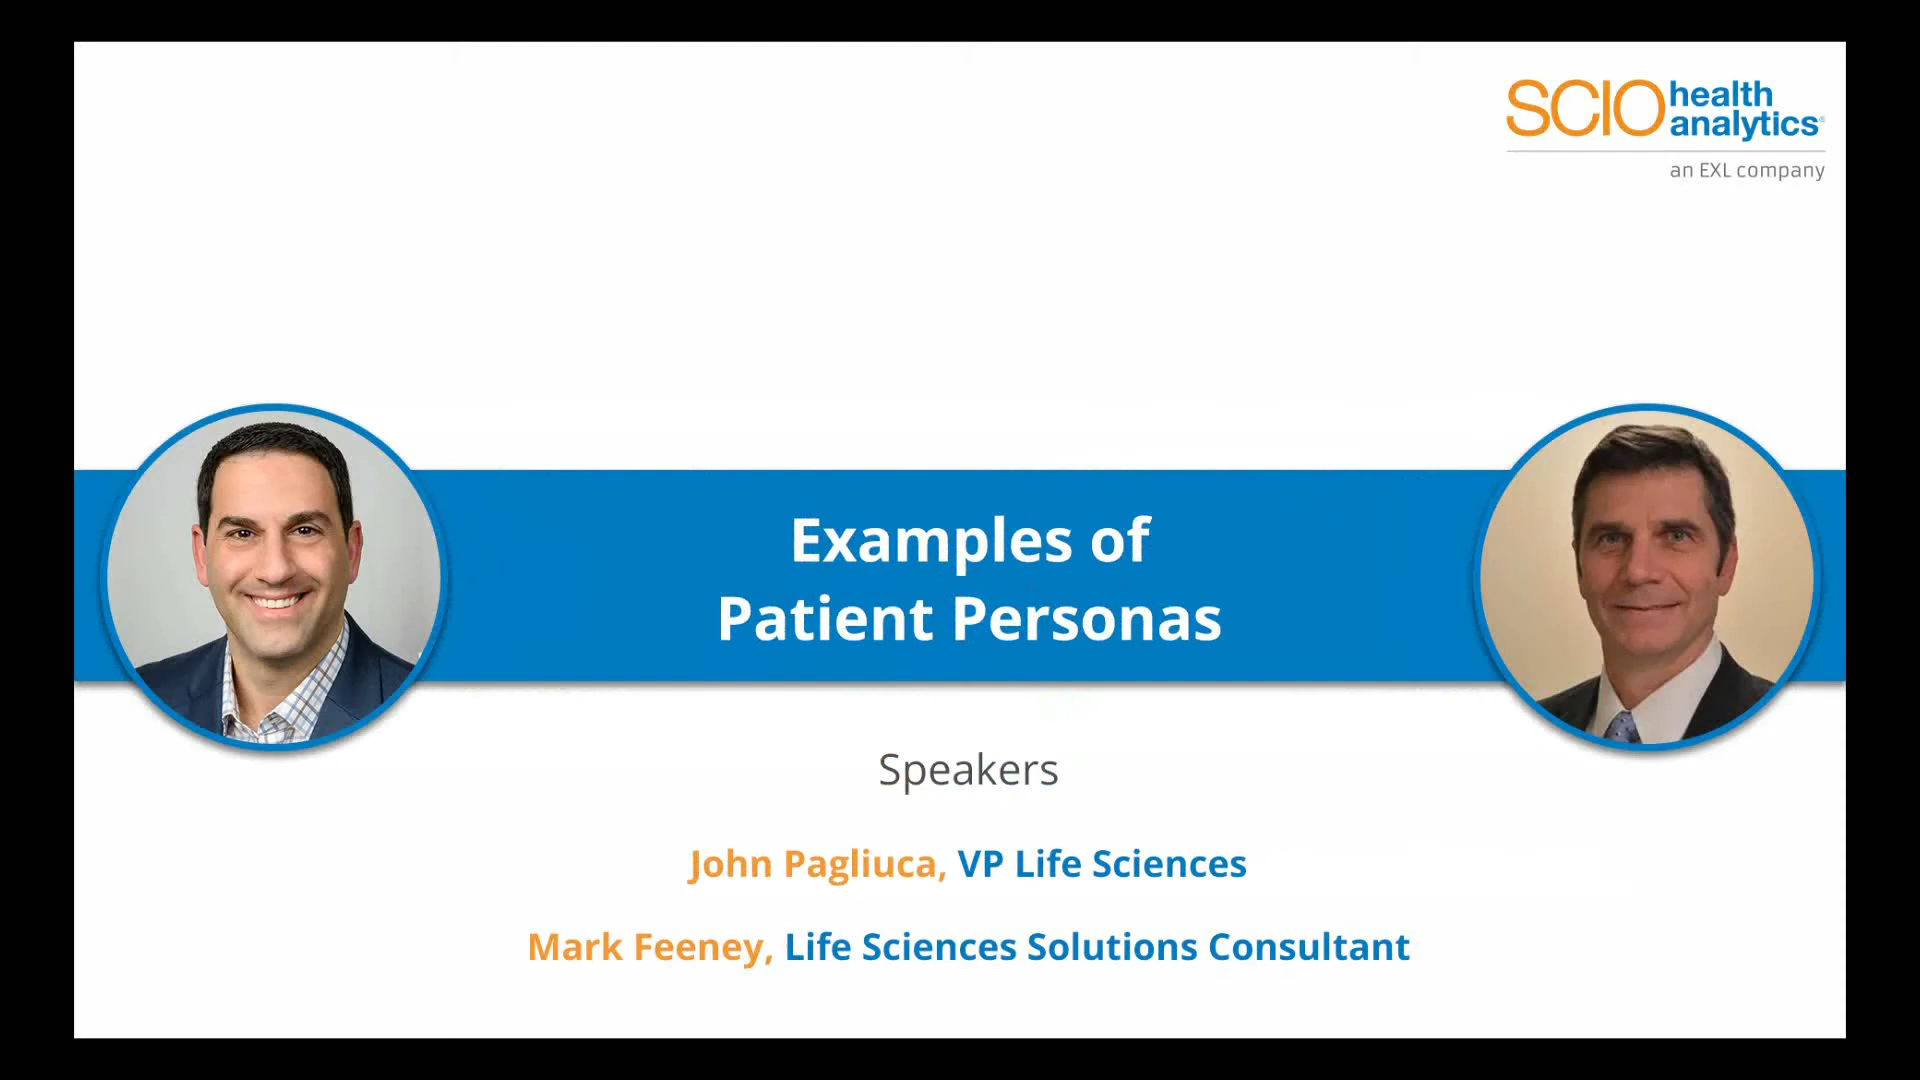 SCIO health
analytics®
an EXL company
Examples of
Patient Personas
Speakers
John Pagliuca, VP Life Sciences
Mark Feeney, Life Sciences Solutions Consultant